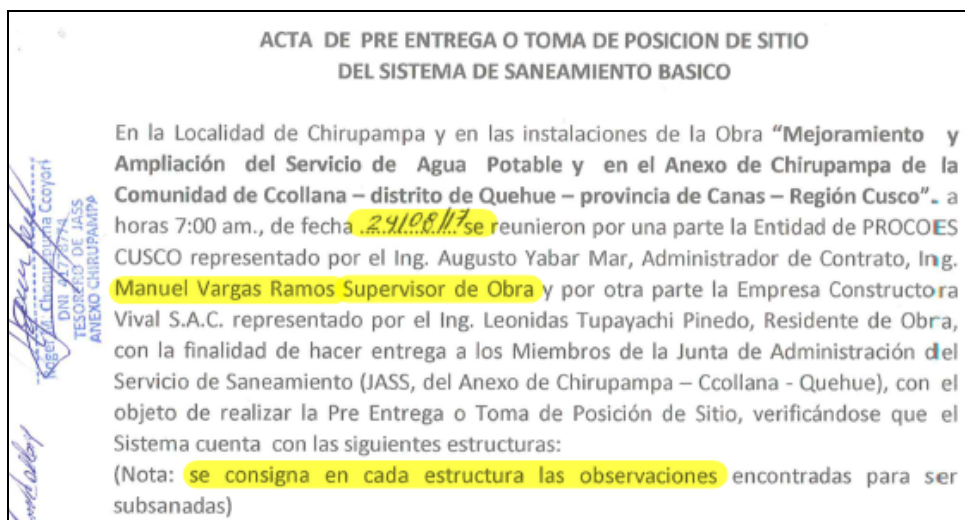 ACTA DE PRE ENTREGA O TOMA DE POSICION DE SITIO
DEL SISTEMA DE SANEAMIENTO BASICO
En la Localidad de Chirupampa y en las instalaciones de la Obra “Mejoramiento y
Ampliación del Servicio de Agua Potable y en el Anexo de Chirupampa de la
Comunidad de Ccollana – distrito de Quehue – provincia de Canas – Región Cusco”. a
horas 7:00 am., de fecha 24/08/17 se reunieron por una parte la Entidad de PROCOES
CUSCO representado por el Ing. Augusto Yabar Mar, Administrador de Contrato, Ing.
Manuel Vargas Ramos Supervisor de Obra y por otra parte la Empresa Constructora
Vival S.A.C. representado por el Ing. Leonidas Tupayachi Pinedo, Residente de Obra,
con la finalidad de hacer entrega a los Miembros de la Junta de Administración del
Servicio de Saneamiento (JASS, del Anexo de Chirupampa – Ccollana - Quehue), con el
objeto de realizar la Pre Entrega o Toma de Posición de Sitio, verificándose que el
Sistema cuenta con las siguientes estructuras:
(Nota: se consigna en cada estructura las observaciones encontradas para ser
subsanadas)
Ccoyori
DNI
TESORERO DE JASS
ANEXO CHIRUPAMPA